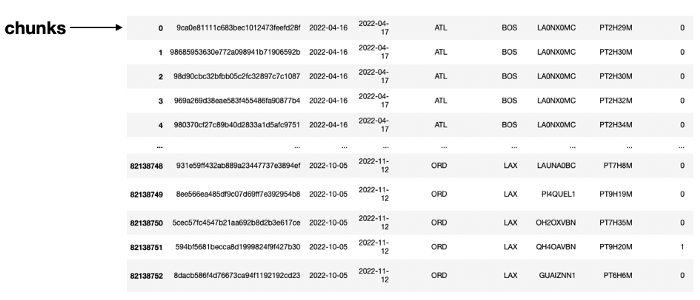 chunks
0 9ca0e81111c683bec1012473feefd28f 2022-04-16 2022-04-17 ATL BOS LA0NX0MC PT2H29M 0
1 98685953630e772a098941b71906592b 2022-04-16 2022-04-17 ATL BOS LA0NX0MC PT2H30M 0
2 98d90cbc32bfbb05c2fc32897c7c1087 2022-04-16 2022-04-17 ATL BOS LA0NX0MC PT2H30M 0
3 969a269d38eae583f455486fa90877b4 2022-04-16 2022-04-17 ATL BOS LA0NX0MC PT2H32M 0
4 980370cf27c89b40d2833a1d5afc9751 2022-04-16 2022-04-17 ATL BOS LA0NX0MC PT2H34M 0
... ... ... ... ... ... ... ... ...
82138748 931e59ff432ab889a23447737e3894ef 2022-10-05 2022-11-12 ORD LAX LAUNA0BC PT7H8M 0
82138749 8ee566ea485df9c07d69ff7e392954b8 2022-10-05 2022-11-12 ORD LAX PI4QUEL1 PT9H19M 0
82138750 5cec57fc4547b21aa692b8d2b3e617ce 2022-10-05 2022-11-12 ORD LAX OH2OXVBN PT7H35M 0
82138751 594bf5681becca8d1999824f9f427b30 2022-10-05 2022-11-12 ORD LAX QH4OAVBN PT9H20M 1
82138752 8dacb586f4d76673ca94f1192192cd23 2022-10-05 2022-11-12 ORD LAX GUAIZNN1 PT6H6M 0